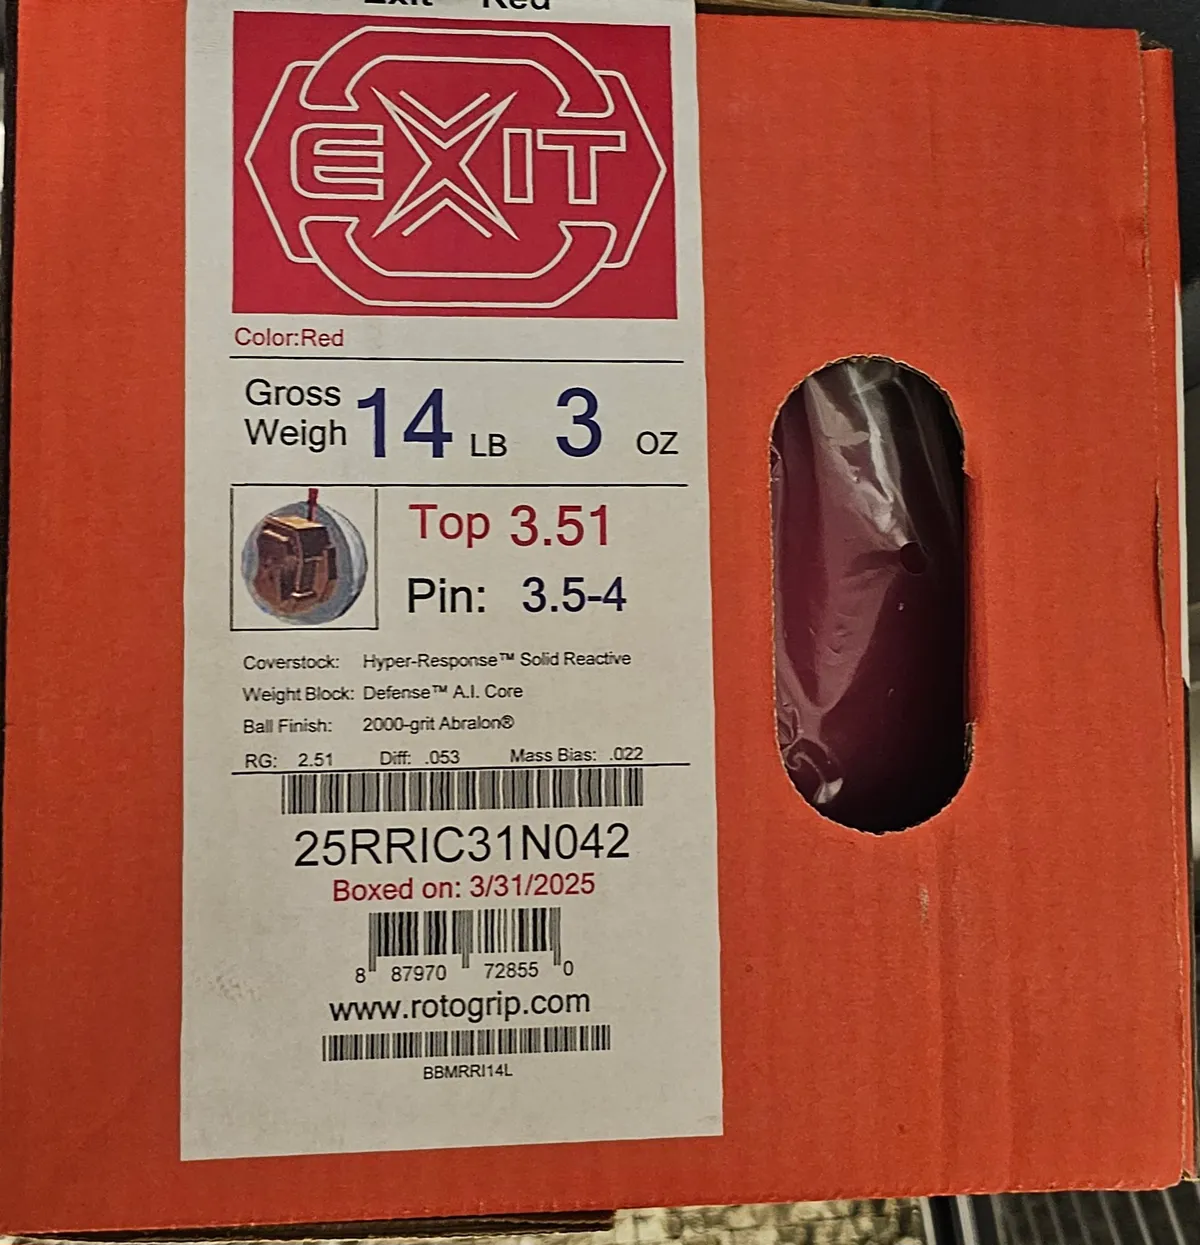 Exit Red
EXIT
Color:Red
Gross Weigh 14 LB 3 OZ
Top 3.51
Pin: 3.5-4
Coverstock: Hyper-Response™ Solid Reactive
Weight Block: Defense™ A.I. Core
Ball Finish: 2000-grit Abralon®
RG: 2.51 Diff: .053 Mass Bias: .022
25RRIC31N042
Boxed on: 3/31/2025
8 87970 72855 0
www.rotogrip.com
BBMRRI14L